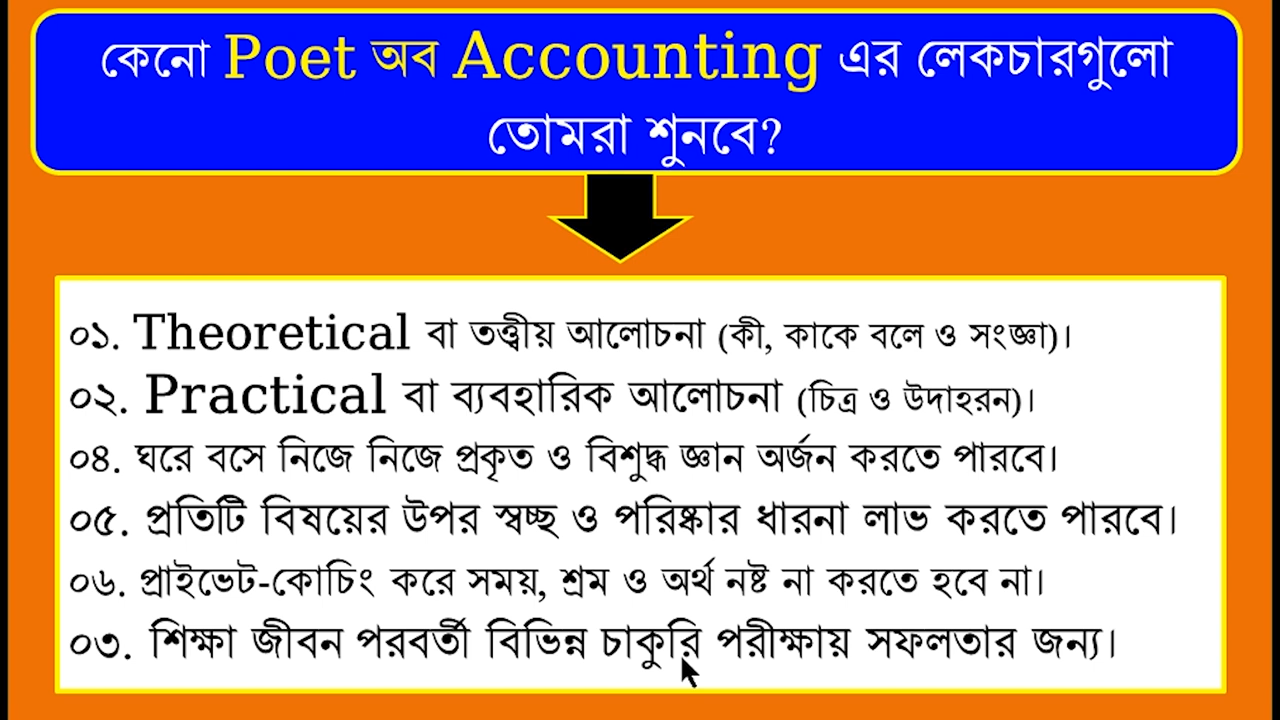 কেনো Poet অব Accounting এর লেকচারগুলো
তোমরা শুনবে?
০১. Theoretical বা তত্ত্বীয় আলোচনা (কী, কাকে বলে ও সংজ্ঞা)।
০২. Practical বা ব্যবহারিক আলোচনা (চিত্র ও উদাহরন)।
০৪. ঘরে বসে নিজে নিজে প্রকৃত ও বিশুদ্ধ জ্ঞান অর্জন করতে পারবে।
০৫. প্রতিটি বিষয়ের উপর স্বচ্ছ ও পরিষ্কার ধারনা লাভ করতে পারবে।
০৬. প্রাইভেট-কোচিং করে সময়, শ্রম ও অর্থ নষ্ট না করতে হবে না।
০৩. শিক্ষা জীবন পরবর্তী বিভিন্ন চাকুরি পরীক্ষায় সফলতার জন্য।